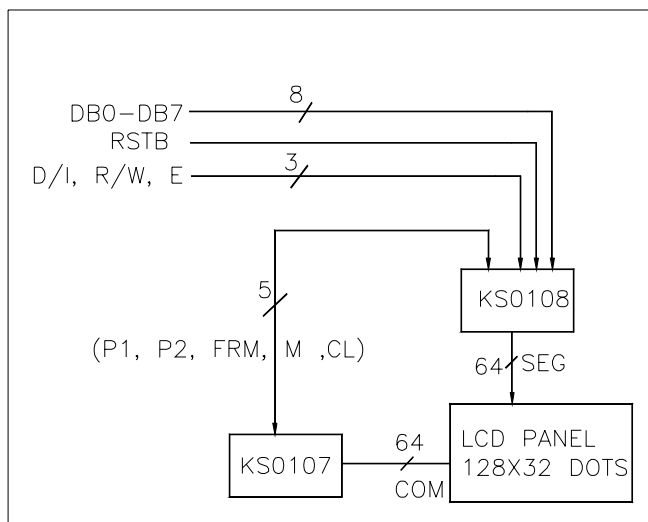 8
DB0-DB7
RSTB
3
D/I, R/W, E
5
KS0108
(P1, P2, FRM, M ,CL)
64 SEG
64
LCD PANEL
128X32 DOTS
KS0107
COM